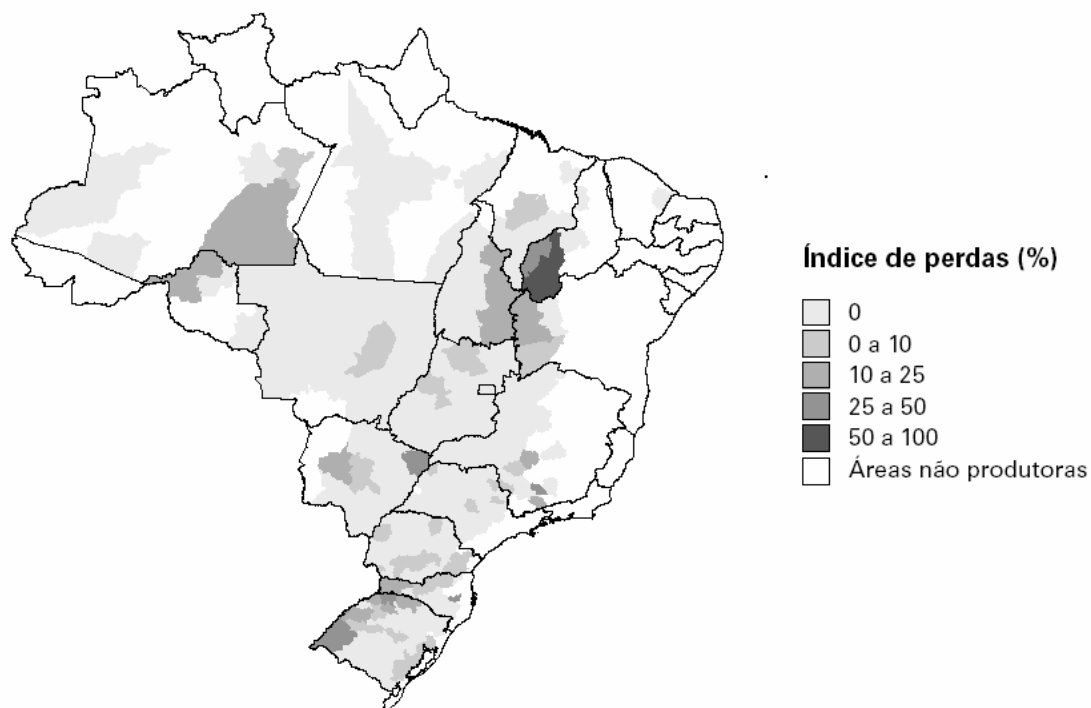 Índice de perdas (%)
0
0 a 10
10 a 25
25 a 50
50 a 100
Áreas não produtoras